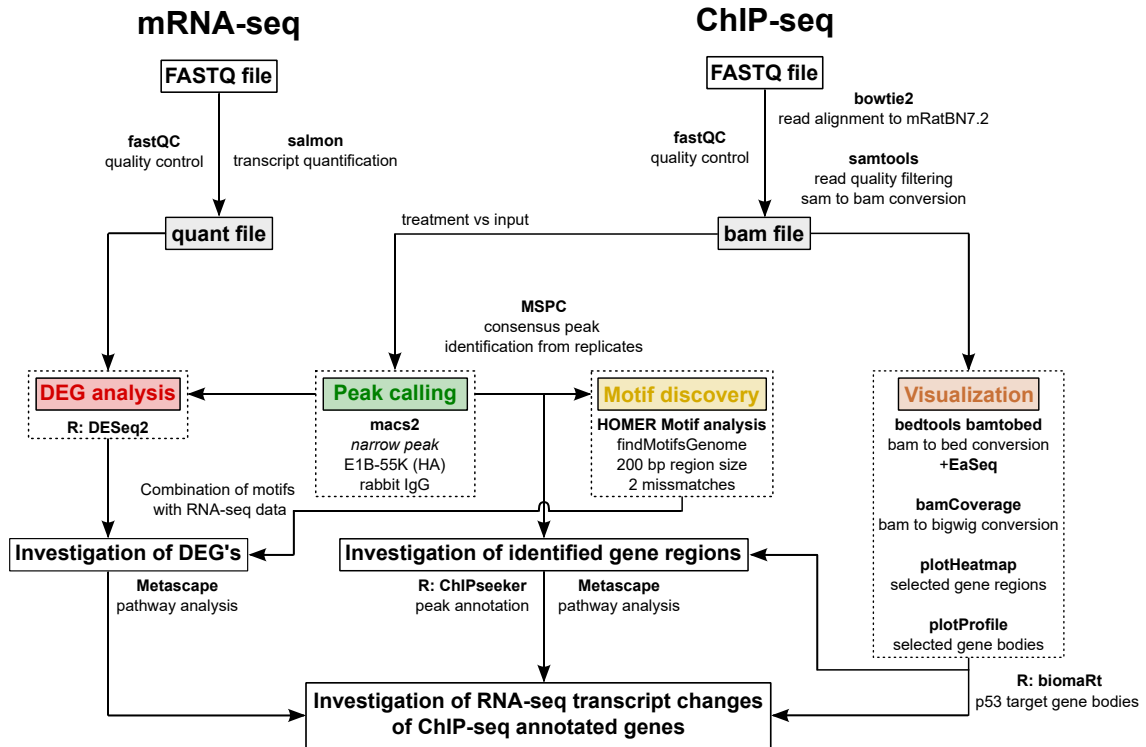 mRNA-seq
ChIP-seq
FASTQ file
FASTQ file
fastQC
quality control
salmon
transcript quantification
fastQC
quality control
bowtie2
read alignment to mRatBN7.2
samtools
read quality filtering
sam to bam conversion
quant file
treatment vs input
bam file
MSPC
consensus peak
identification from replicates
DEG analysis
R: DESeq2
Peak calling
macs2
narrow peak
E1B-55K (HA)
rabbit IgG
Motif discovery
HOMER Motif analysis
findMotifsGenome
200 bp region size
2 missmatches
Visualization
bedtools bamtobed
bam to bed conversion
+EaSeq
bamCoverage
bam to bigwig conversion
plotHeatmap
selected gene regions
plotProfile
selected gene bodies
Combination of motifs
with RNA-seq data
Investigation of DEG's
Investigation of identified gene regions
Metascape
pathway analysis
R: ChIPseeker
peak annotation
Metascape
pathway analysis
R: biomaRt
p53 target gene bodies
Investigation of RNA-seq transcript changes
of ChIP-seq annotated genes